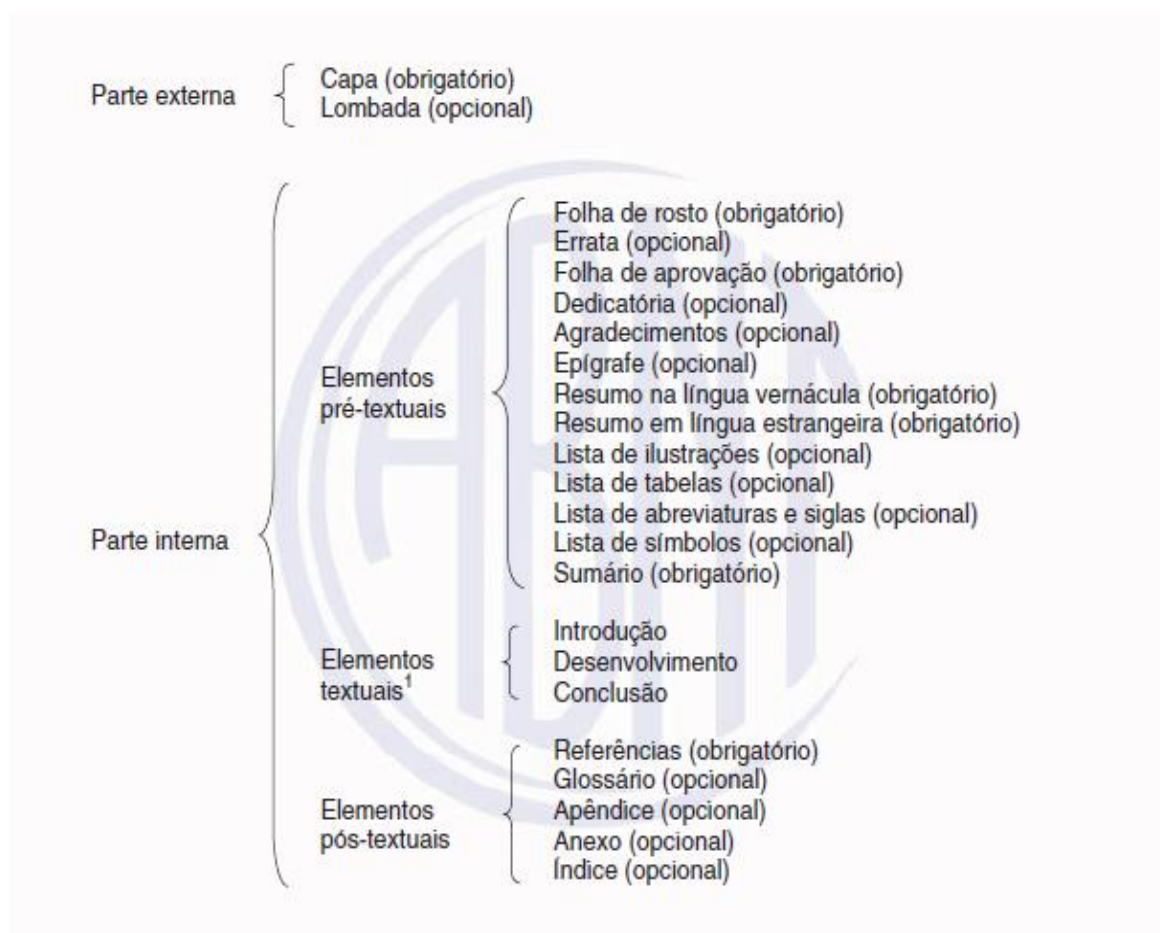 Parte externa
Capa (obrigatório)
Lombada (opcional)
Parte interna
Elementos
pré-textuais
Folha de rosto (obrigatório)
Errata (opcional)
Folha de aprovação (obrigatório)
Dedicatória (opcional)
Agradecimentos (opcional)
Epígrafe (opcional)
Resumo na língua vernácula (obrigatório)
Resumo em língua estrangeira (obrigatório)
Lista de ilustrações (opcional)
Lista de tabelas (opcional)
Lista de abreviaturas e siglas (opcional)
Lista de símbolos (opcional)
Sumário (obrigatório)
Elementos
textuais¹
Introdução
Desenvolvimento
Conclusão
Elementos
pós-textuais
Referências (obrigatório)
Glossário (opcional)
Apêndice (opcional)
Anexo (opcional)
Índice (opcional)
ABNT